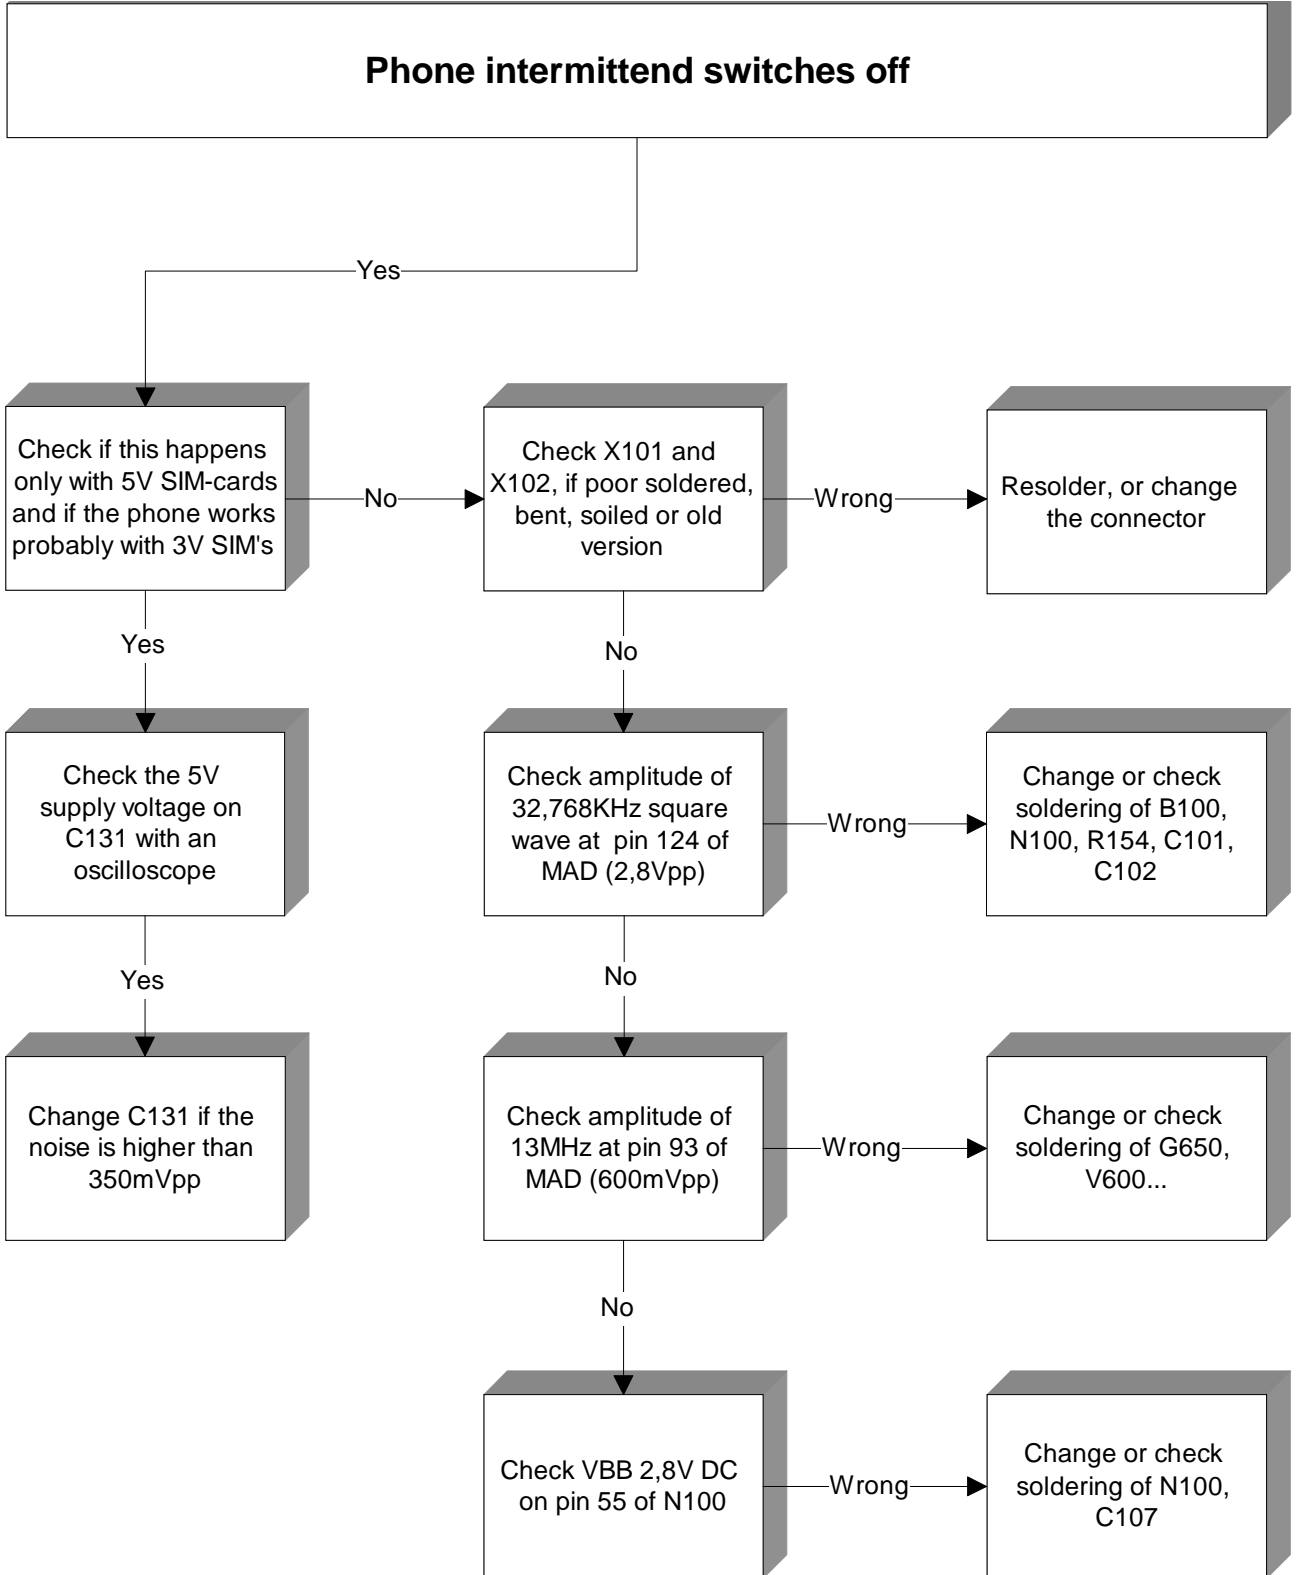 Phone intermittend switches off
Yes
Check if this happens
only with 5V SIM-cards
and if the phone works
probably with 3V SIM's
No
Check X101 and
X102, if poor soldered,
bent, soiled or old
version
Wrong
Resolder, or change
the connector
Yes
No
Check the 5V
supply voltage on
C131 with an
oscilloscope
Check amplitude of
32,768KHz square
wave at pin 124 of
MAD (2,8Vpp)
Wrong
Change or check
soldering of B100,
N100, R154, C101,
C102
Yes
No
Change C131 if the
noise is higher than
350mVpp
Check amplitude of
13MHz at pin 93 of
MAD (600mVpp)
Wrong
Change or check
soldering of G650,
V600...
No
Check VBB 2,8V DC
on pin 55 of N100
Wrong
Change or check
soldering of N100,
C107